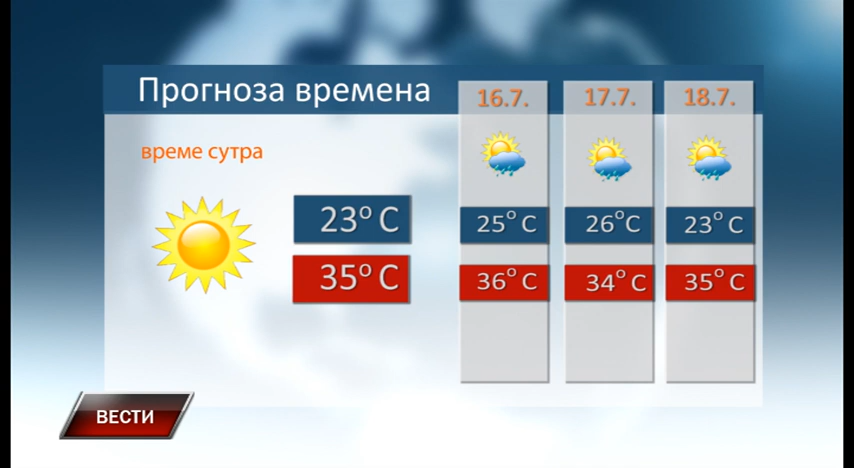 Прогноза времена
време сутра
23° C
35° C
16.7.
25° C
36° C
17.7.
26°C
34° C
18.7.
23° C
35° C
ВЕСТИ